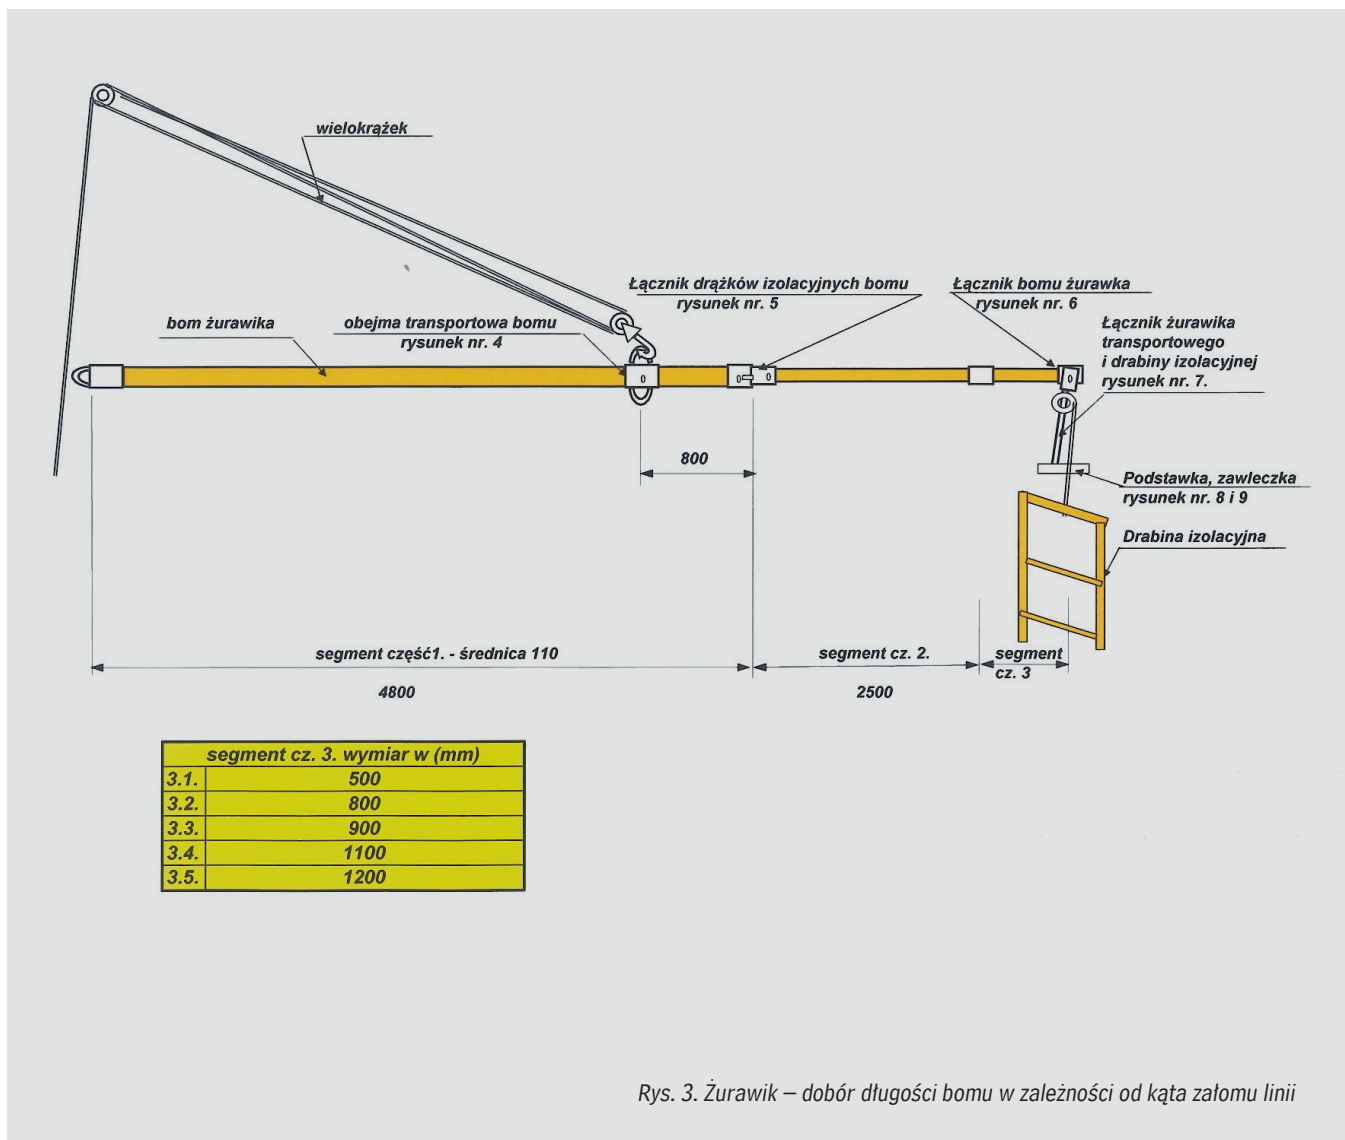 wielokrążek
Łącznik drążków izolacyjnych bomu
rysunek nr. 5
Łącznik bomu żurawka
rysunek nr. 6
bom żurawika
obejma transportowa bomu
rysunek nr. 4
Łącznik żurawika
transportowego
i drabiny izolacyjnej
rysunek nr. 7.
800
Podstawka, zawleczka
rysunek nr. 8 i 9
Drabina izolacyjna
segment część1. - średnica 110
segment cz. 2.
segment
cz. 3
4800
2500
segment cz. 3. wymiar w (mm)
3.1. 500
3.2. 800
3.3. 900
3.4. 1100
3.5. 1200
Rys. 3. Żurawik – dobór długości bomu w zależności od kąta załomu linii